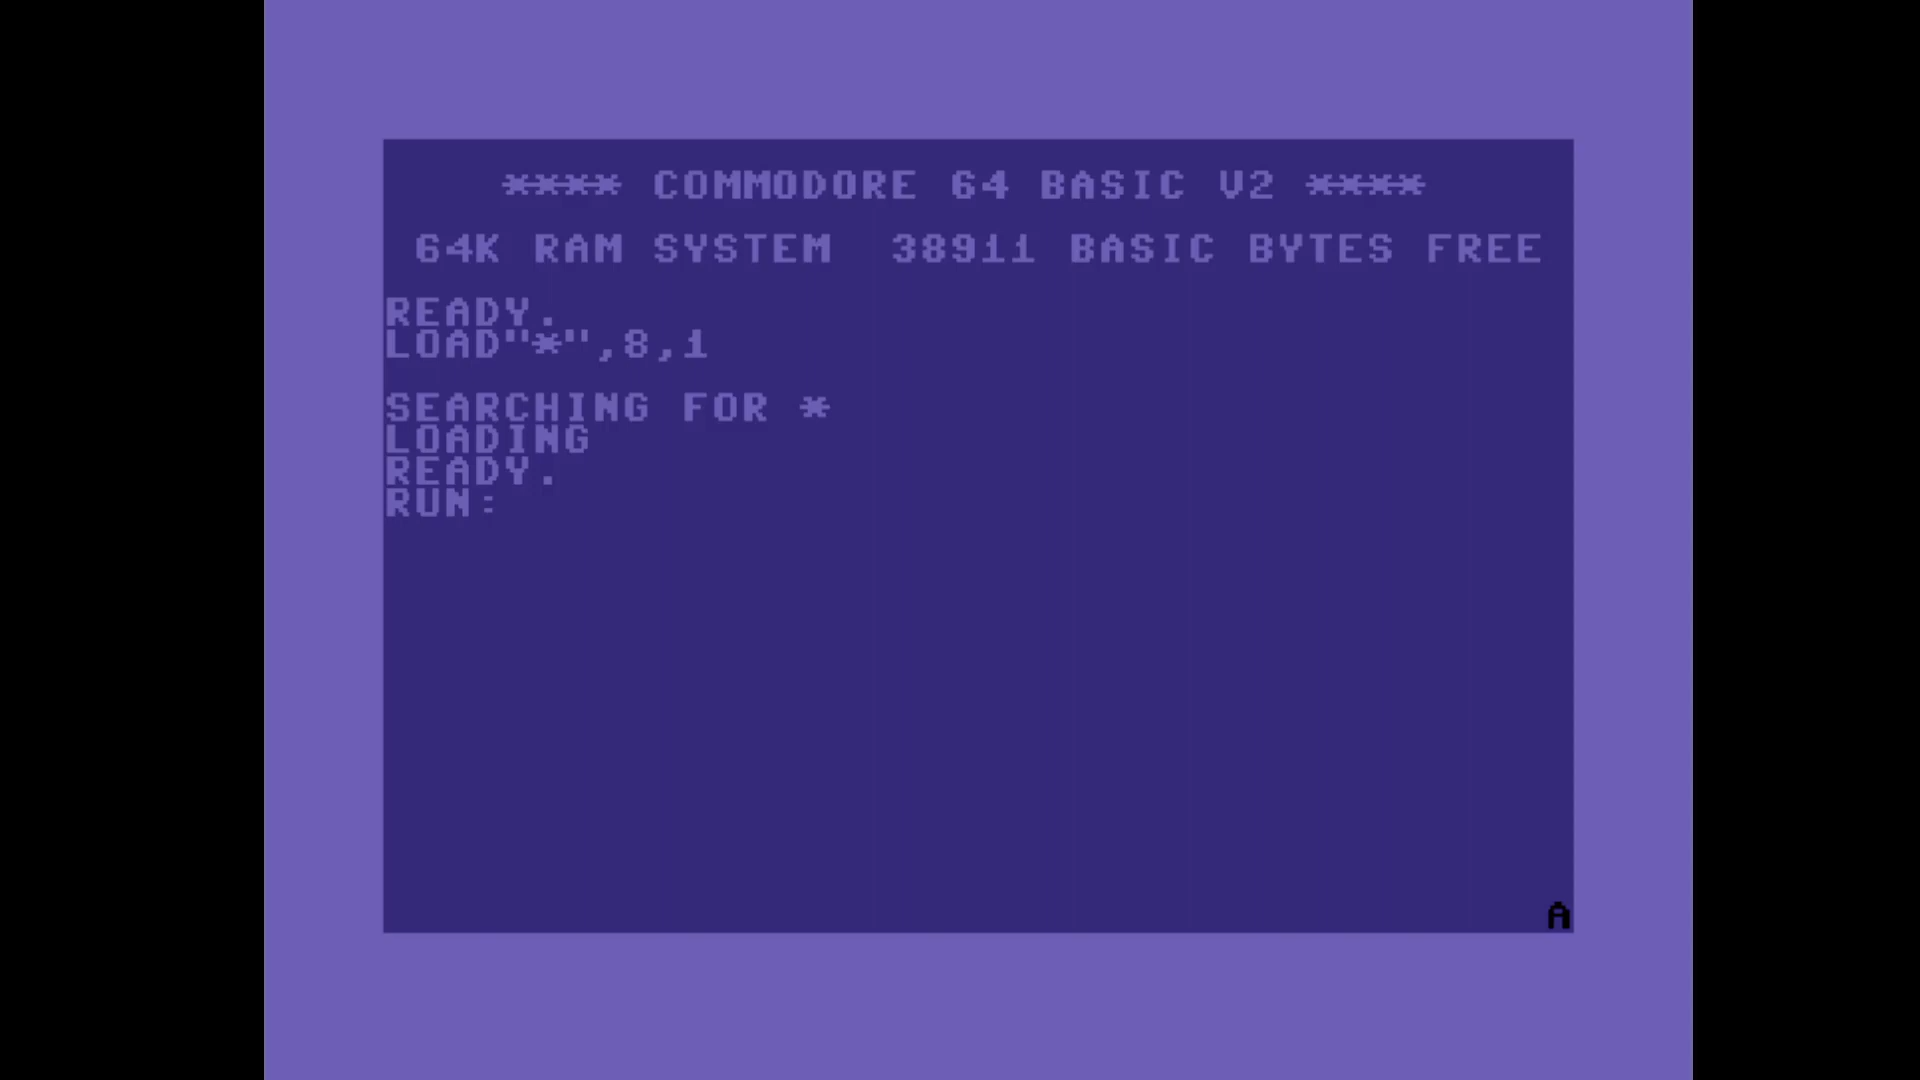 **** COMMODORE 64 BASIC V2 ****
64K RAM SYSTEM  38911 BASIC BYTES FREE
READY.
LOAD"*",8,1
SEARCHING FOR *
LOADING
READY.
RUN:
A